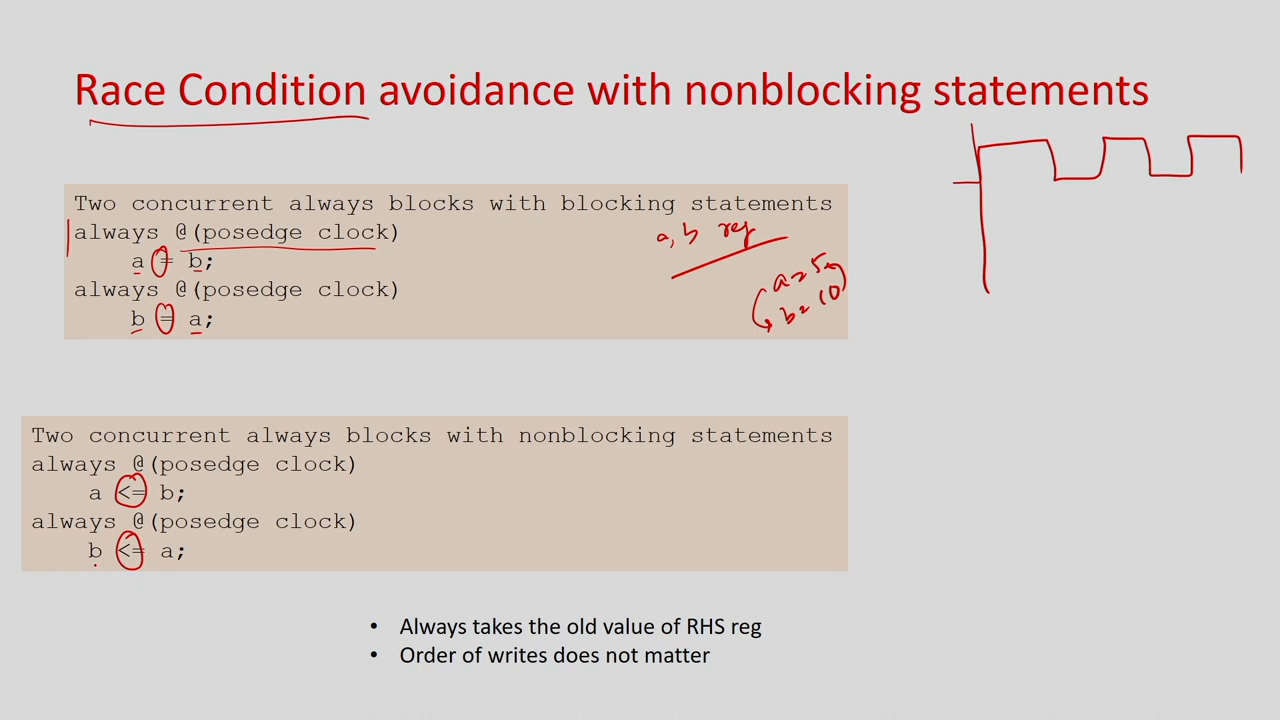 Race Condition avoidance with nonblocking statements
Two concurrent always blocks with blocking statements
always @(posedge clock)
a = b;
always @(posedge clock)
b = a;
a, b reg
a = 5
b = 10
Two concurrent always blocks with nonblocking statements
always @(posedge clock)
a <= b;
always @(posedge clock)
b <= a;
• Always takes the old value of RHS reg
• Order of writes does not matter